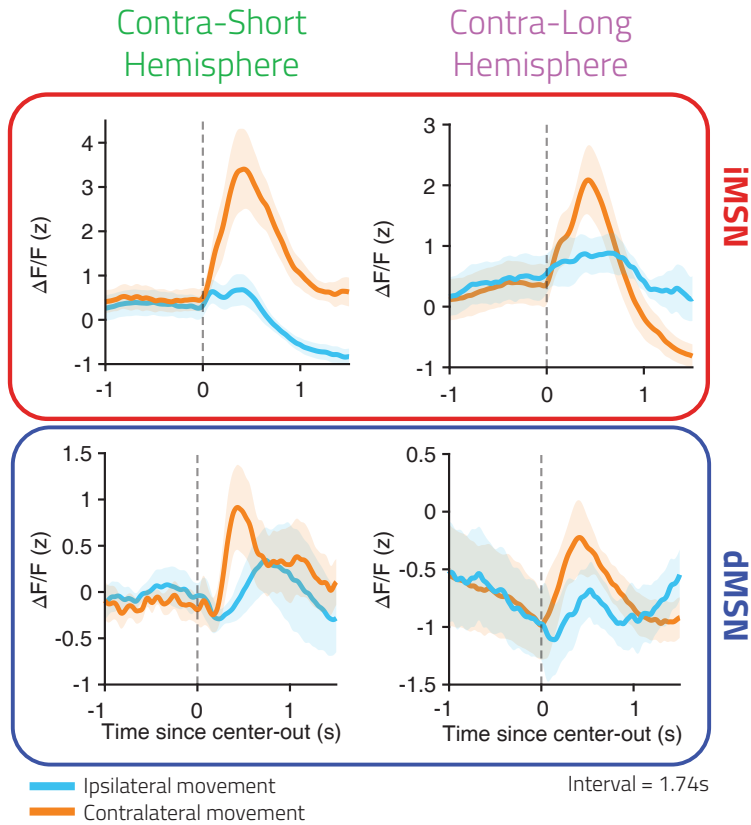 Contra-Short
Hemisphere
Contra-Long
Hemisphere
iMSN
ΔF/F (z)
4
3
2
1
0
-1
-1
0
1
3
2
1
0
-1
ΔF/F (z)
-1
0
1
dMSN
ΔF/F (z)
1.5
1
0.5
0
-0.5
-1
-1
0
1
Time since center-out (s)
ΔF/F (z)
0.5
0
-0.5
-1
-1.5
-1
0
1
Time since center-out (s)
Ipsilateral movement
Contralateral movement
Interval = 1.74s